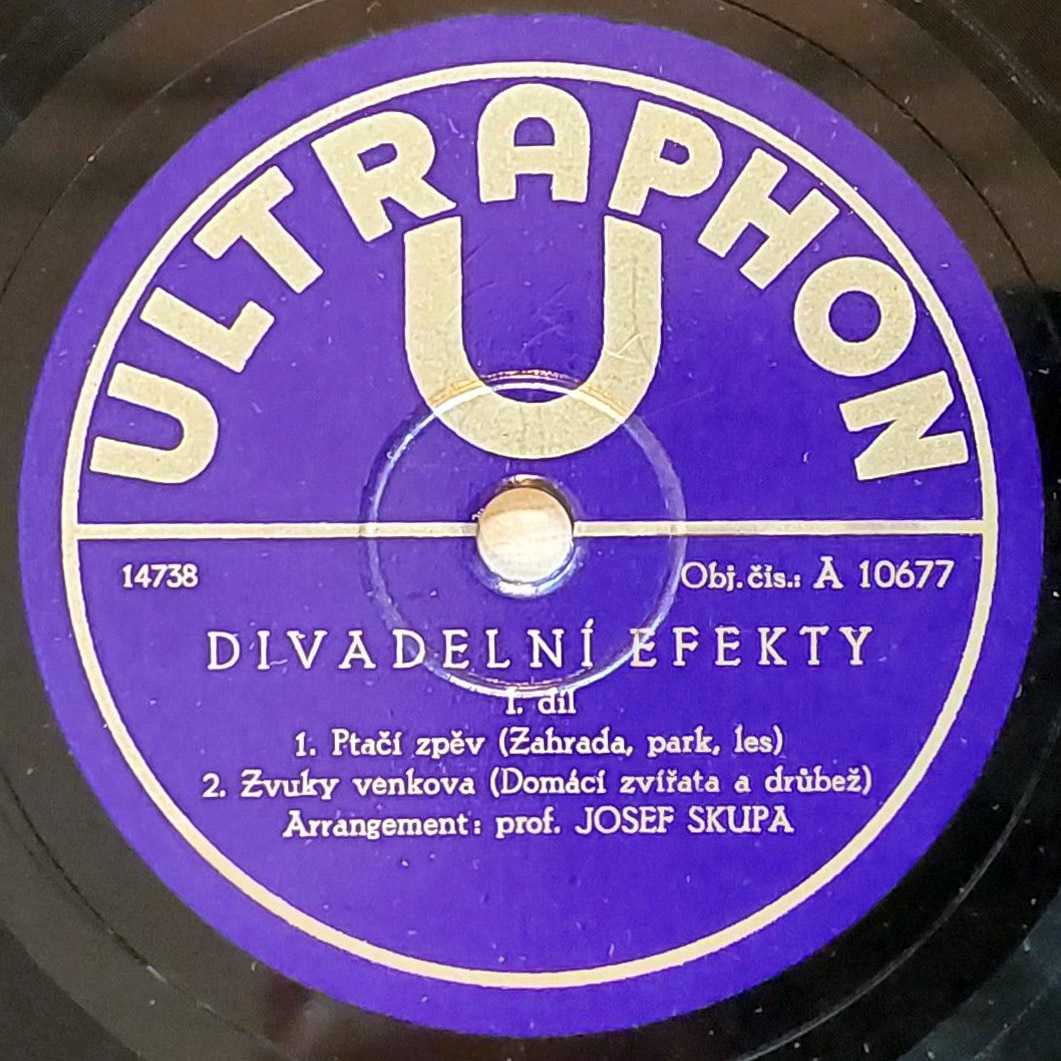 ULTRAPHON
U
14738 Obj. čís.: A 10677
DIVADELNÍ EFEKTY
I. díl
1. Ptačí zpěv (Zahrada, park, les)
2. Zvuky venkova (Domácí zvířata a drůbež)
Arrangement: prof. JOSEF SKUPA